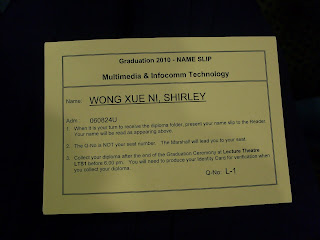 Graduation 2010 - NAME SLIP
Multimedia & Infocomm Technology
Name: WONG XUE NI, SHIRLEY
Adm: 060824U
1. When it is your turn to receive the diploma folder, present your name slip to the Reader.
Your name will be read as appearing above.
2. The Q-No is NOT your seat number. The Marshall will lead you to your seat.
3. Collect your diploma after the end of the Graduation Ceremony at Lecture Theatre
LTS1 before 6.00 pm. You will need to produce your Identity Card for verification when
you collect your diploma.
Q/No: L-1